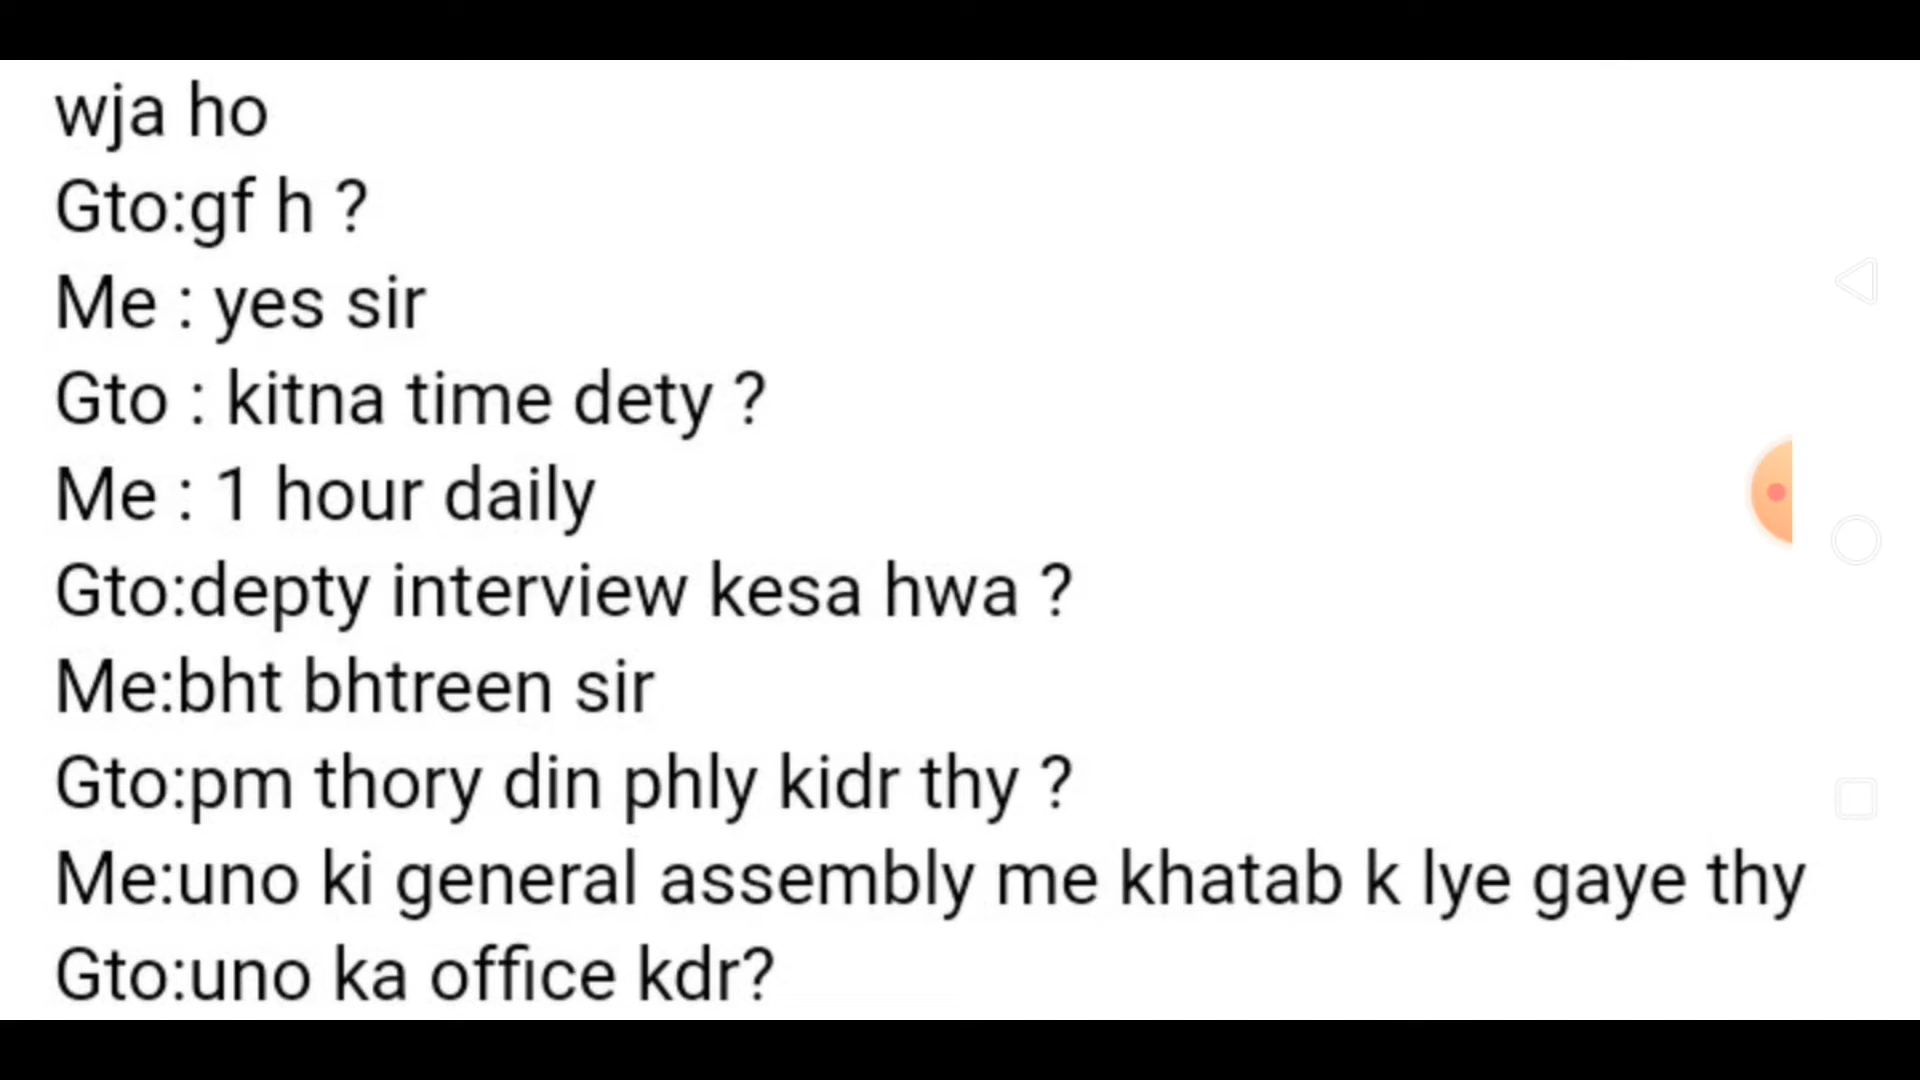 wja ho
Gto:gf h ?
Me : yes sir
Gto : kitna time dety ?
Me : 1 hour daily
Gto:depty interview kesa hwa ?
Me:bht bhtreen sir
Gto:pm thory din phly kidr thy ?
Me:uno ki general assembly me khatab k lye gaye thy
Gto:uno ka office kdr?